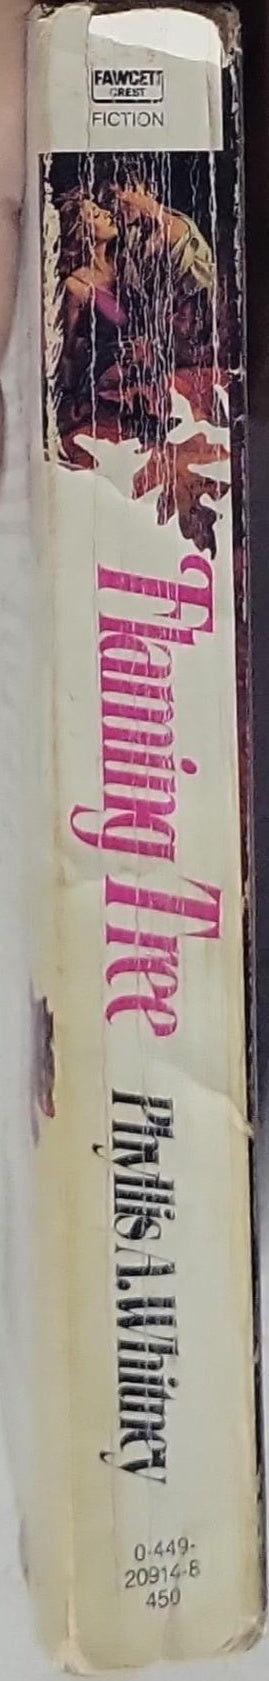 FAWCETT
CREST
FICTION
Flaming Tree
Phyllis A. Whitney
0-449-
20914-8
450